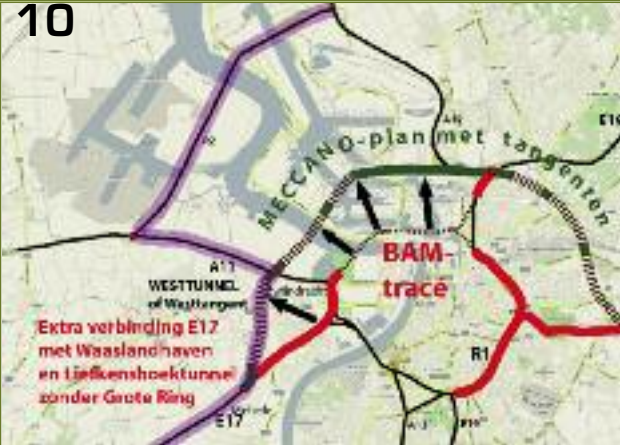 10
MECCANO-plan met tangenten
A11
WESTTUNNEL
of Westtangent
BAM-
tracé
Extra verbinding E17
met Waaslandhaven
en Liefkenshoektunnel
zonder Grote Ring
R1
E17